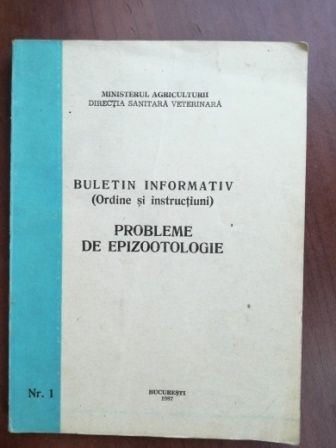 MINISTERUL AGRICULTURII
DIRECȚIA SANITARĂ VETERINARĂ
BULETIN INFORMATIV
(Ordine și instrucțiuni)
PROBLEME
DE EPIZOOTOLOGIE
Nr. 1
BUCUREȘTI
1987